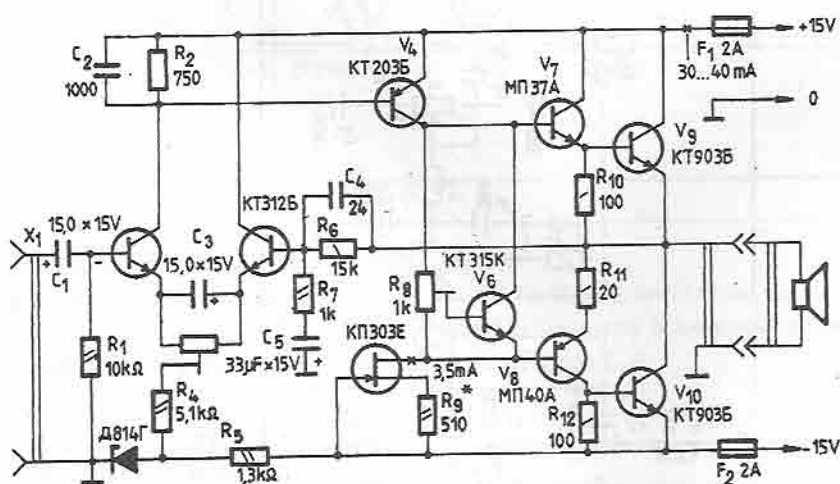 C2
1000
R2
750
V4
КТ203Б
V7
МП37А
F1 2A
30...40 mA
+15V
0
V9
КТ903Б
R10
100
X1
15,0 × 15V
C1
КТ312Б
C3
15,0×15V
C4
24
R6
15k
R7
1k
C5
33μF×15V
R8
1k
КТ315К
V6
R11
20
R1
10kΩ
R4
5,1kΩ
КП303Е
3,5mA
*
R9
510
V8
МП40А
R12
100
V10
КТ903Б
Д814Г
R5
1,3kΩ
F2 2A
-15V